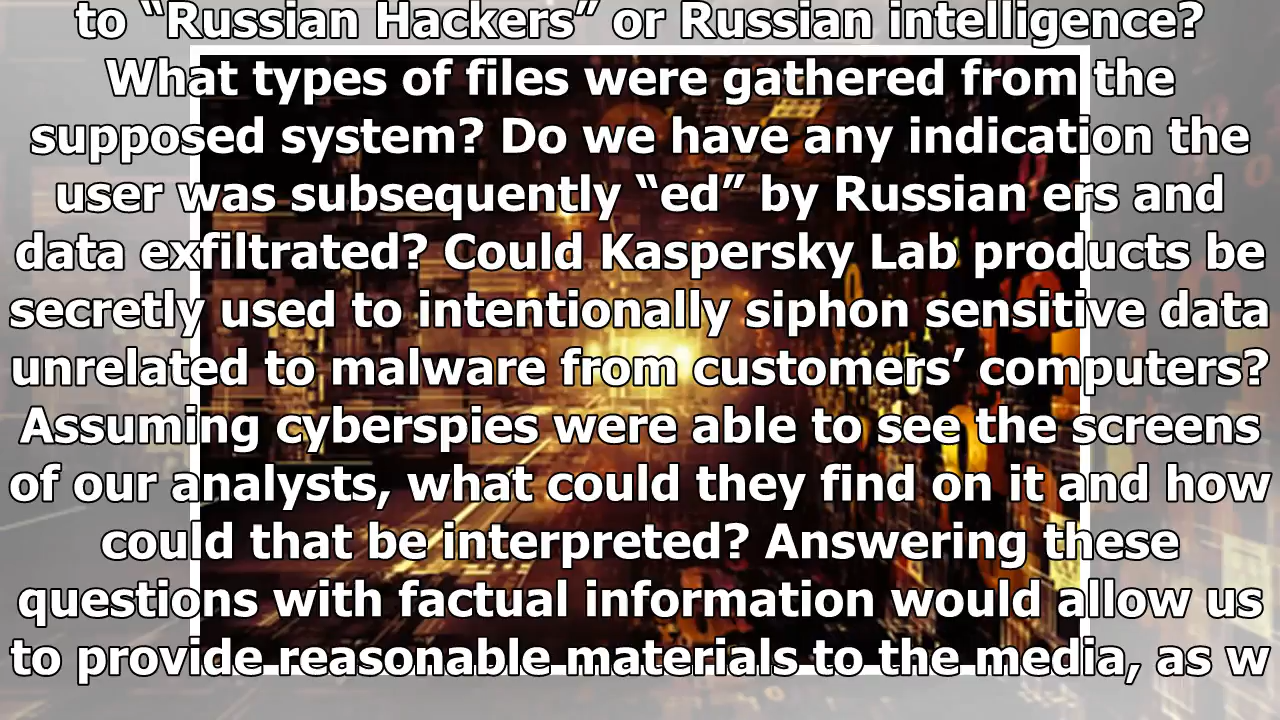 to “Russian Hackers” or Russian intelligence?
What types of files were gathered from the
supposed system? Do we have any indication the
user was subsequently “ed” by Russian ers and
data exfiltrated? Could Kaspersky Lab products be
secretly used to intentionally siphon sensitive data
unrelated to malware from customers’ computers?
Assuming cyberspies were able to see the screens
of our analysts, what could they find on it and how
could that be interpreted? Answering these
questions with factual information would allow us
to provide reasonable materials to the media, as w